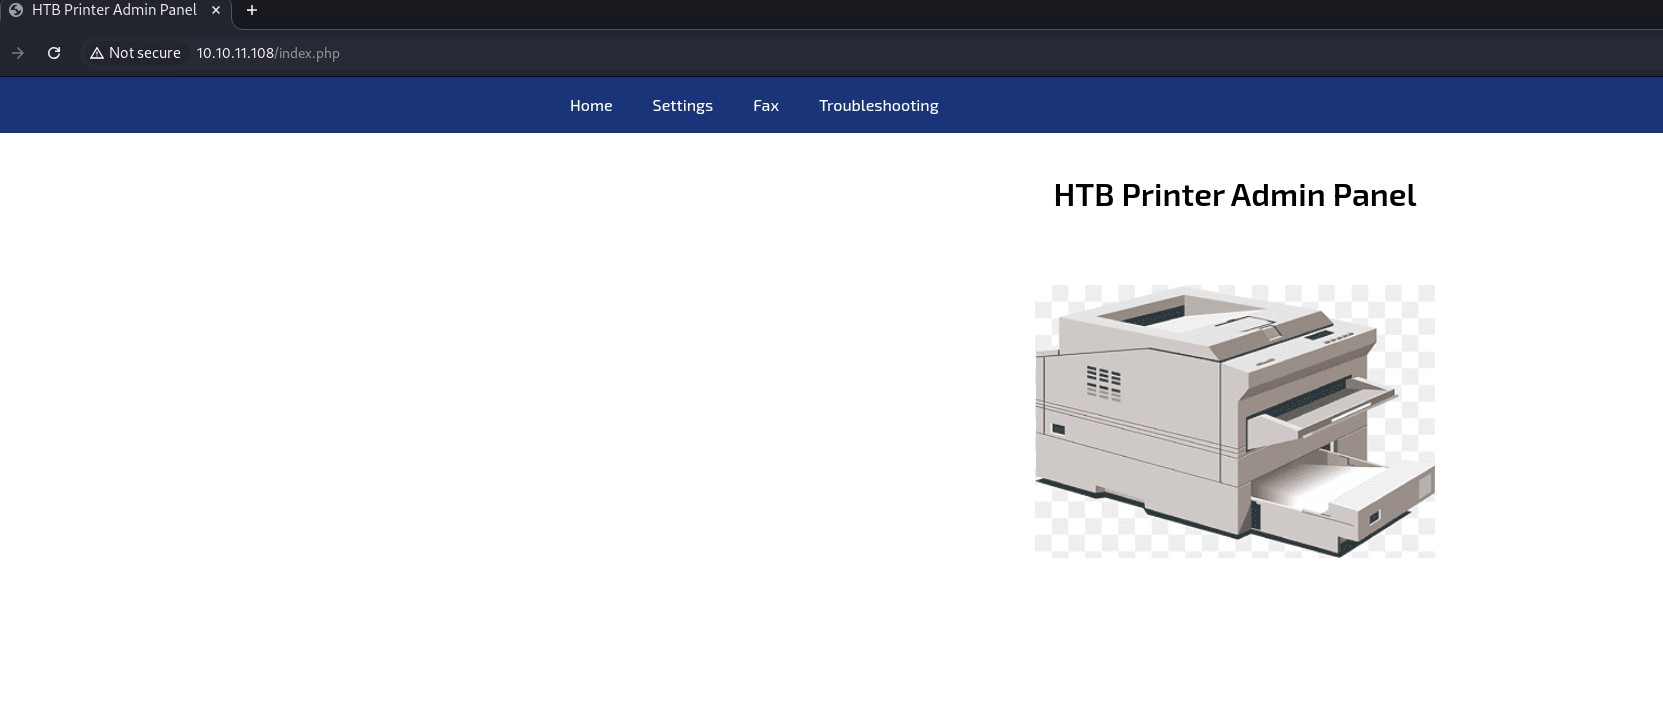 HTB Printer Admin Panel
Not secure 10.10.11.108/index.php
Home Settings Fax Troubleshooting
HTB Printer Admin Panel